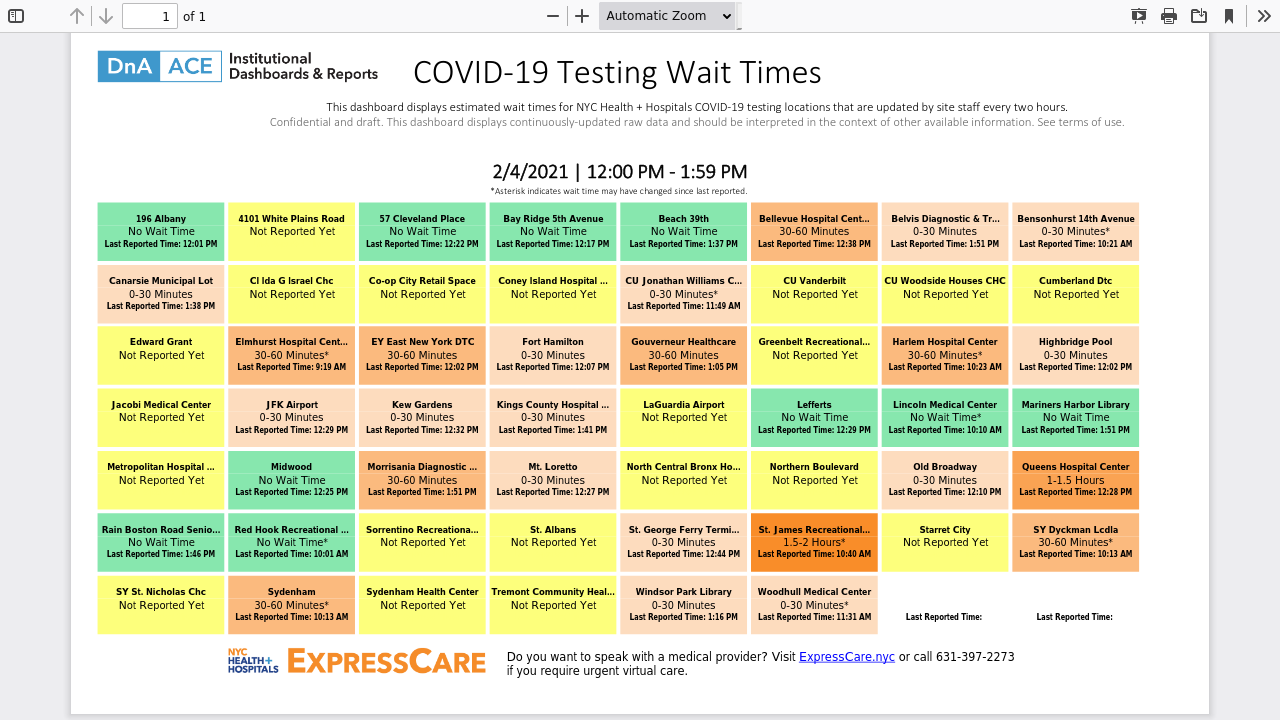 1 of 1 Automatic Zoom
DnA ACE Institutional
Dashboards & Reports
COVID-19 Testing Wait Times
This dashboard displays estimated wait times for NYC Health + Hospitals COVID-19 testing locations that are updated by site staff every two hours.
Confidential and draft. This dashboard displays continuously-updated raw data and should be interpreted in the context of other available information. See terms of use.
2/4/2021 | 12:00 PM - 1:59 PM
*Asterisk indicates wait time may have changed since last reported.
196 Albany
No Wait Time
Last Reported Time: 12:01 PM
4101 White Plains Road
Not Reported Yet
57 Cleveland Place
No Wait Time
Last Reported Time: 12:22 PM
Bay Ridge 5th Avenue
No Wait Time
Last Reported Time: 12:17 PM
Beach 39th
No Wait Time
Last Reported Time: 1:37 PM
Bellevue Hospital Cent...
30-60 Minutes
Last Reported Time: 12:38 PM
Belvis Diagnostic & Tr...
0-30 Minutes
Last Reported Time: 1:51 PM
Bensonhurst 14th Avenue
0-30 Minutes*
Last Reported Time: 10:21 AM
Canarsie Municipal Lot
0-30 Minutes
Last Reported Time: 1:38 PM
Cl Ida G Israel Chc
Not Reported Yet
Co-op City Retail Space
Not Reported Yet
Coney Island Hospital ...
Not Reported Yet
CU Jonathan Williams C...
0-30 Minutes*
Last Reported Time: 11:49 AM
CU Vanderbilt
Not Reported Yet
CU Woodside Houses CHC
Not Reported Yet
Cumberland Dtc
Not Reported Yet
Edward Grant
Not Reported Yet
Elmhurst Hospital Cent...
30-60 Minutes*
Last Reported Time: 9:19 AM
EY East New York DTC
30-60 Minutes
Last Reported Time: 12:02 PM
Fort Hamilton
0-30 Minutes
Last Reported Time: 12:07 PM
Gouverneur Healthcare
30-60 Minutes
Last Reported Time: 1:05 PM
Greenbelt Recreational...
Not Reported Yet
Harlem Hospital Center
30-60 Minutes*
Last Reported Time: 10:23 AM
Highbridge Pool
0-30 Minutes
Last Reported Time: 12:02 PM
Jacobi Medical Center
Not Reported Yet
JFK Airport
0-30 Minutes
Last Reported Time: 12:29 PM
Kew Gardens
0-30 Minutes
Last Reported Time: 12:32 PM
Kings County Hospital ...
0-30 Minutes
Last Reported Time: 1:41 PM
LaGuardia Airport
Not Reported Yet
Lefferts
No Wait Time
Last Reported Time: 12:29 PM
Lincoln Medical Center
No Wait Time*
Last Reported Time: 10:10 AM
Mariners Harbor Library
No Wait Time
Last Reported Time: 1:51 PM
Metropolitan Hospital ...
Not Reported Yet
Midwood
No Wait Time
Last Reported Time: 12:25 PM
Morrisania Diagnostic ...
30-60 Minutes
Last Reported Time: 1:51 PM
Mt. Loretto
0-30 Minutes
Last Reported Time: 12:27 PM
North Central Bronx Ho...
Not Reported Yet
Northern Boulevard
Not Reported Yet
Old Broadway
0-30 Minutes
Last Reported Time: 12:10 PM
Queens Hospital Center
1-1.5 Hours
Last Reported Time: 12:28 PM
Rain Boston Road Senio...
No Wait Time
Last Reported Time: 1:46 PM
Red Hook Recreational ...
No Wait Time*
Last Reported Time: 10:01 AM
Sorrentino Recreationa...
Not Reported Yet
St. Albans
Not Reported Yet
St. George Ferry Termi...
0-30 Minutes
Last Reported Time: 12:44 PM
St. James Recreational...
1.5-2 Hours*
Last Reported Time: 10:40 AM
Starret City
Not Reported Yet
SY Dyckman Lcdla
30-60 Minutes*
Last Reported Time: 10:13 AM
SY St. Nicholas Chc
Not Reported Yet
Sydenham
30-60 Minutes*
Last Reported Time: 10:13 AM
Sydenham Health Center
Not Reported Yet
Tremont Community Heal...
Not Reported Yet
Windsor Park Library
0-30 Minutes
Last Reported Time: 1:16 PM
Woodhull Medical Center
0-30 Minutes*
Last Reported Time: 11:31 AM
Last Reported Time:
Last Reported Time:
NYC
HEALTH+
HOSPITALS
EXPRESSCARE
Do you want to speak with a medical provider? Visit ExpressCare.nyc or call 631-397-2273
if you require urgent virtual care.